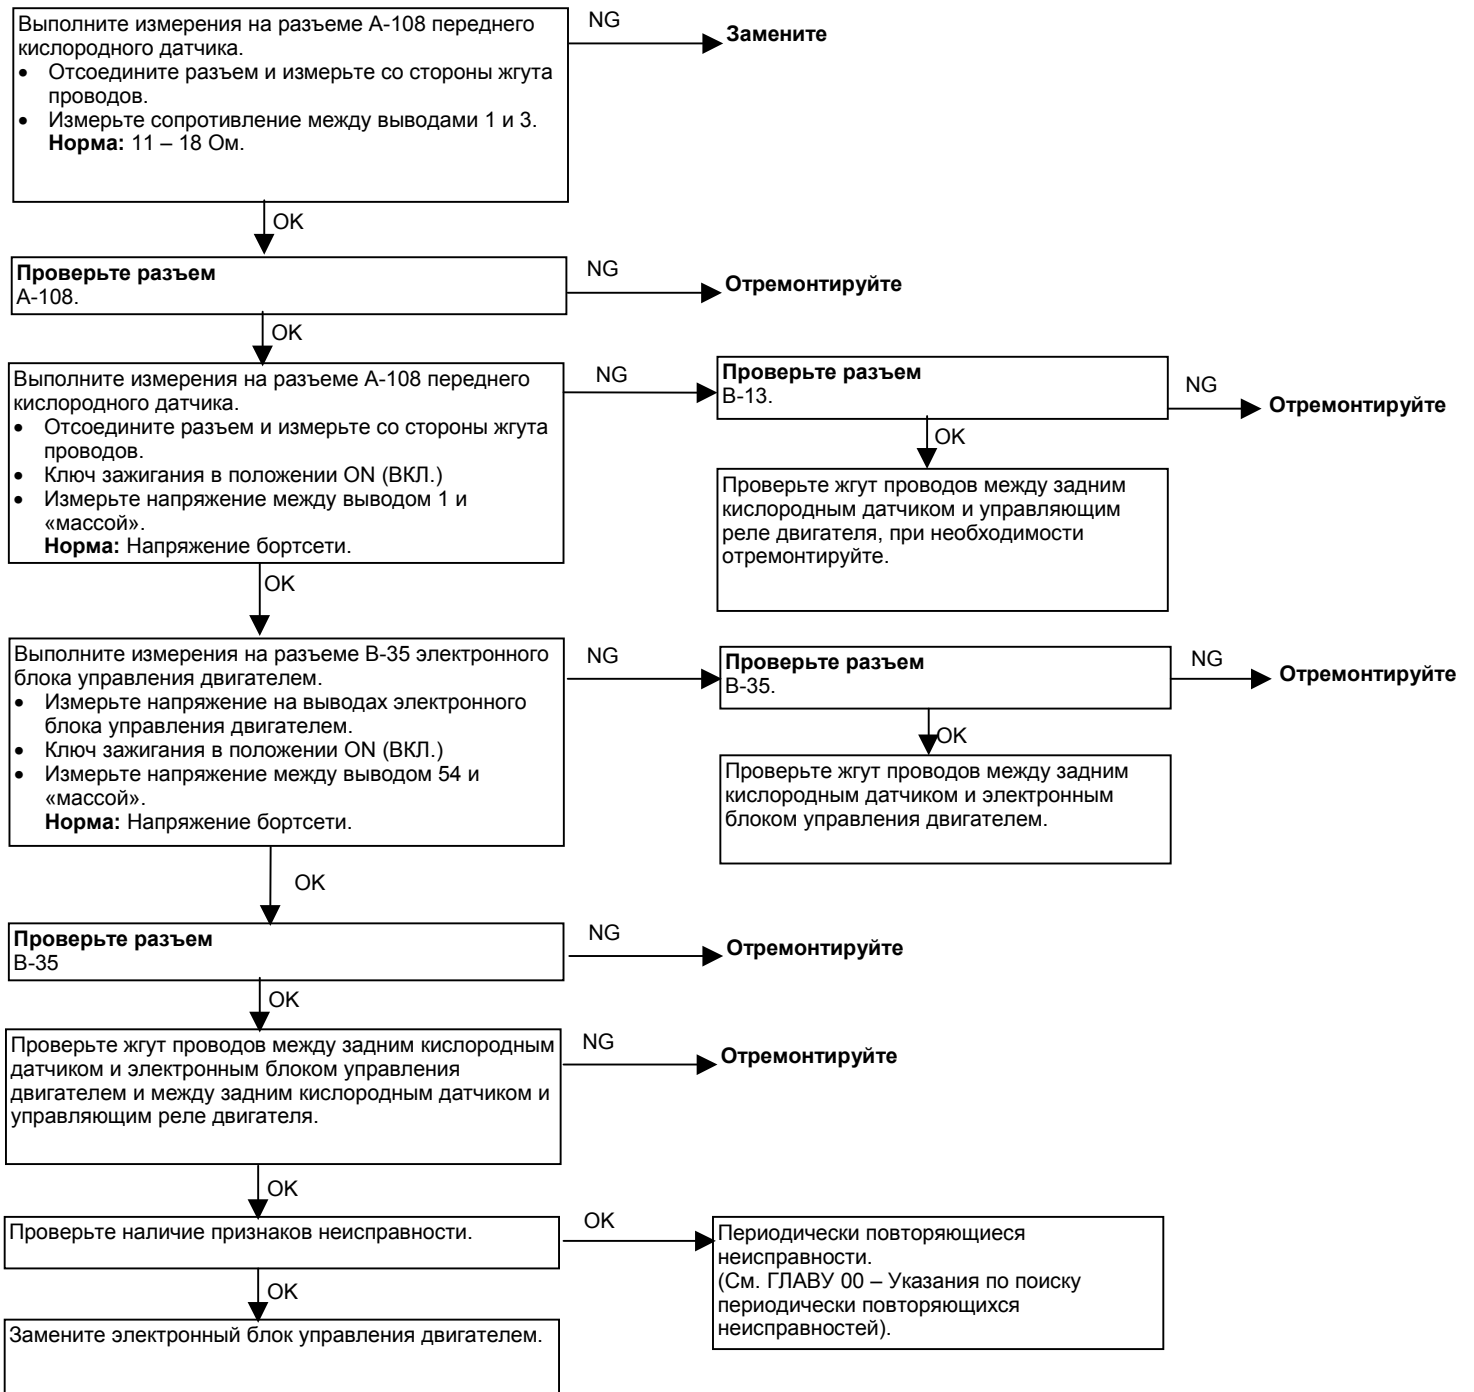 Выполните измерения на разъеме А-108 переднего
кислородного датчика.
• Отсоедините разъем и измерьте со стороны жгута
проводов.
• Измерьте сопротивление между выводами 1 и 3.
Норма: 11 – 18 Ом.
NG
Замените
OK
Проверьте разъем
А-108.
NG
Отремонтируйте
OK
Выполните измерения на разъеме А-108 переднего
кислородного датчика.
• Отсоедините разъем и измерьте со стороны жгута
проводов.
• Ключ зажигания в положении ON (ВКЛ.)
• Измерьте напряжение между выводом 1 и
«массой».
Норма: Напряжение бортсети.
NG
Проверьте разъем
В-13.
NG
Отремонтируйте
OK
Проверьте жгут проводов между задним
кислородным датчиком и управляющим
реле двигателя, при необходимости
отремонтируйте.
OK
Выполните измерения на разъеме В-35 электронного
блока управления двигателем.
• Измерьте напряжение на выводах электронного
блока управления двигателем.
• Ключ зажигания в положении ON (ВКЛ.)
• Измерьте напряжение между выводом 54 и
«массой».
Норма: Напряжение бортсети.
NG
Проверьте разъем
В-35.
NG
Отремонтируйте
OK
Проверьте жгут проводов между задним
кислородным датчиком и электронным
блоком управления двигателем.
OK
Проверьте разъем
В-35
NG
Отремонтируйте
OK
Проверьте жгут проводов между задним кислородным
датчиком и электронным блоком управления
двигателем и между задним кислородным датчиком и
управляющим реле двигателя.
NG
Отремонтируйте
OK
Проверьте наличие признаков неисправности.
OK
Периодически повторяющиеся
неисправности.
(См. ГЛАВУ 00 – Указания по поиску
периодически повторяющихся
неисправностей).
OK
Замените электронный блок управления двигателем.